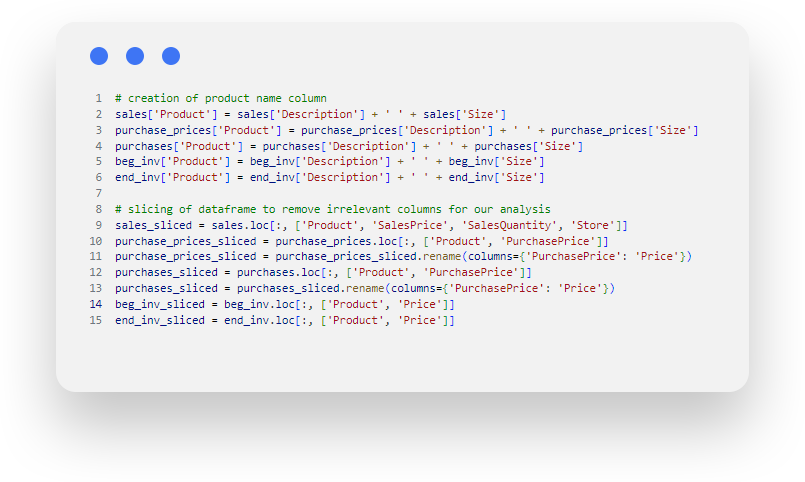 1 # creation of product name column
2 sales['Product'] = sales['Description'] + ' ' + sales['Size']
3 purchase_prices['Product'] = purchase_prices['Description'] + ' ' + purchase_prices['Size']
4 purchases['Product'] = purchases['Description'] + ' ' + purchases['Size']
5 beg_inv['Product'] = beg_inv['Description'] + ' ' + beg_inv['Size']
6 end_inv['Product'] = end_inv['Description'] + ' ' + end_inv['Size']
7
8 # slicing of dataframe to remove irrelevant columns for our analysis
9 sales_sliced = sales.loc[:, ['Product', 'SalesPrice', 'SalesQuantity', 'Store']]
10 purchase_prices_sliced = purchase_prices.loc[:, ['Product', 'PurchasePrice']]
11 purchase_prices_sliced = purchase_prices_sliced.rename(columns={'PurchasePrice': 'Price'})
12 purchases_sliced = purchases.loc[:, ['Product', 'PurchasePrice']]
13 purchases_sliced = purchases_sliced.rename(columns={'PurchasePrice': 'Price'})
14 beg_inv_sliced = beg_inv.loc[:, ['Product', 'Price']]
15 end_inv_sliced = end_inv.loc[:, ['Product', 'Price']]